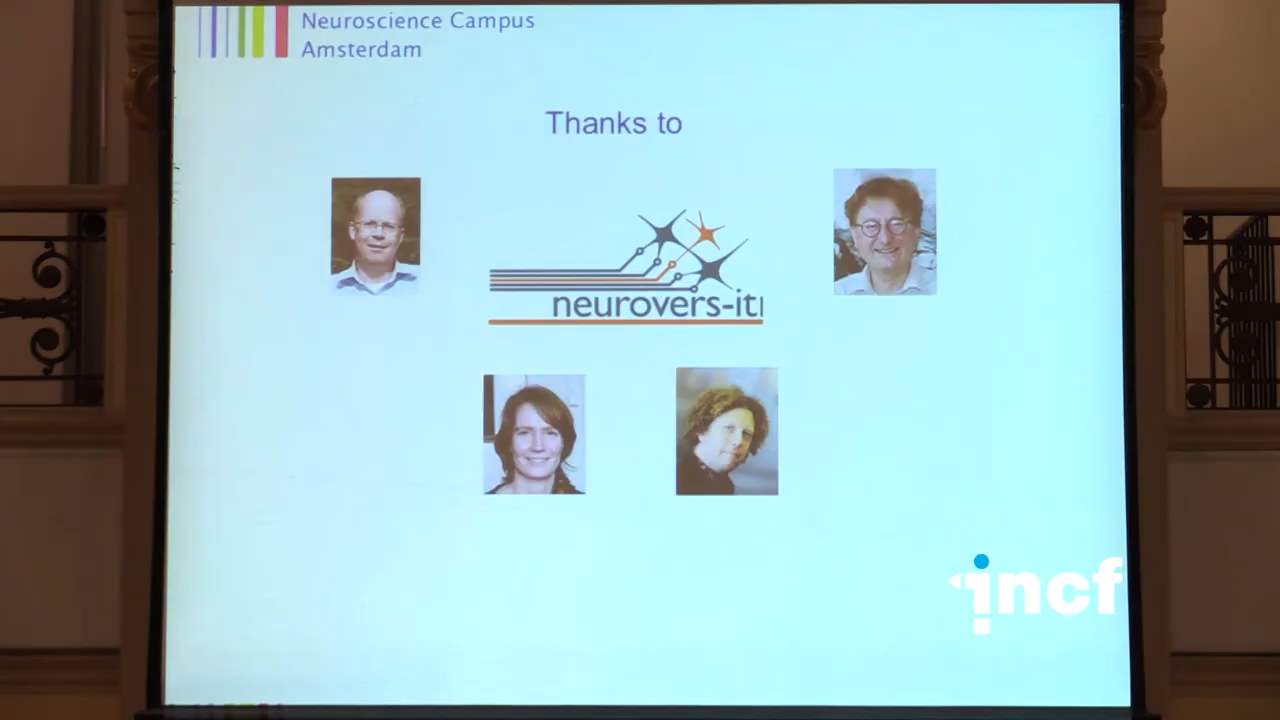 Neuroscience Campus
Amsterdam
Thanks to
neurovers-it
incf